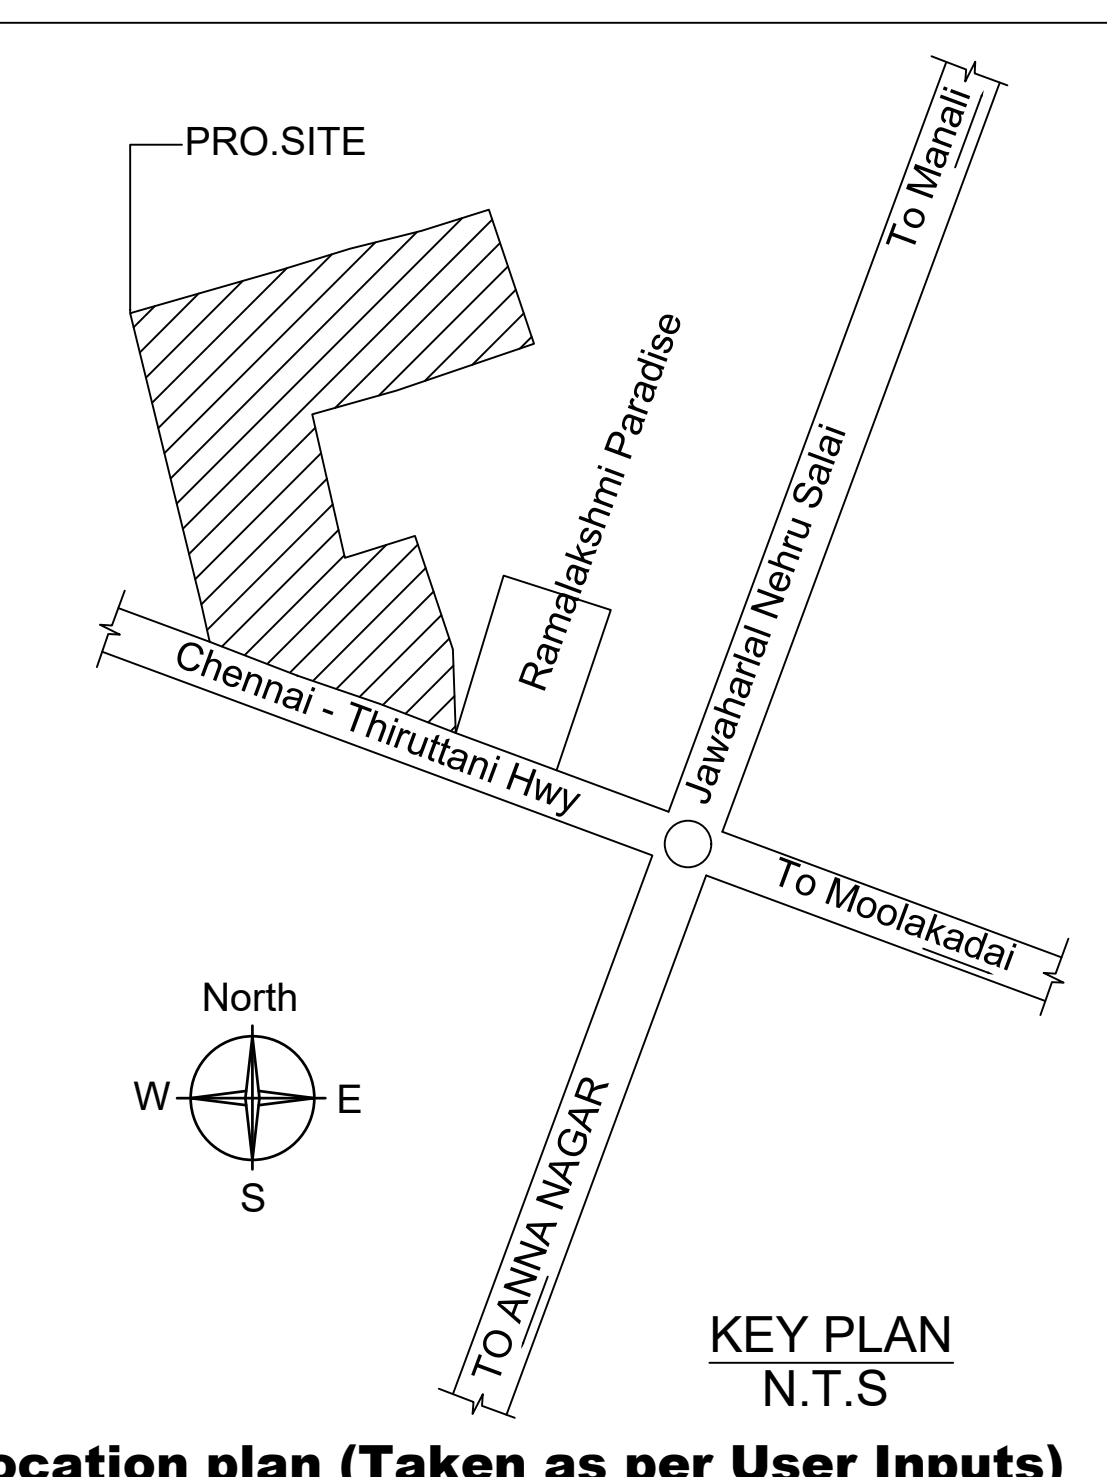 PRO.SITE
To Manali
Ramalakshmi Paradise
Jawaharlal Nehru Salai
Chennai - Thiruttani Hwy
To Moolakadai
North
W
E
S
TO ANNA NAGAR
KEY PLAN
N.T.S
ocation plan (Taken as per User Inputs)